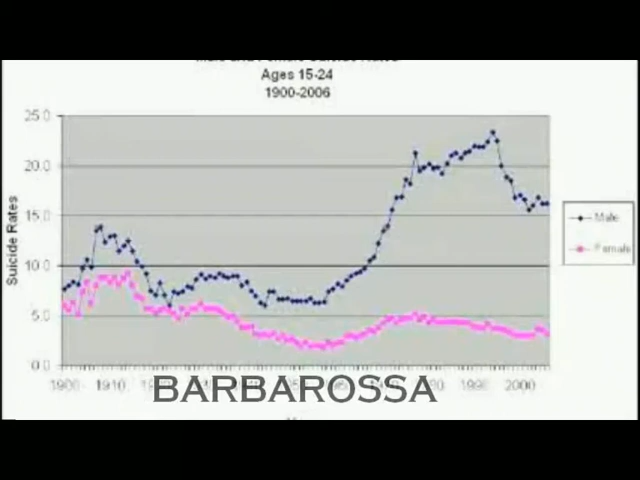 Ages 15-24
1900-2006
25.0
20.0
15.0
10.0
5.0
0.0
Suicide Rates
Male
Female
1900 1910 1990 2000
BARBAROSSA